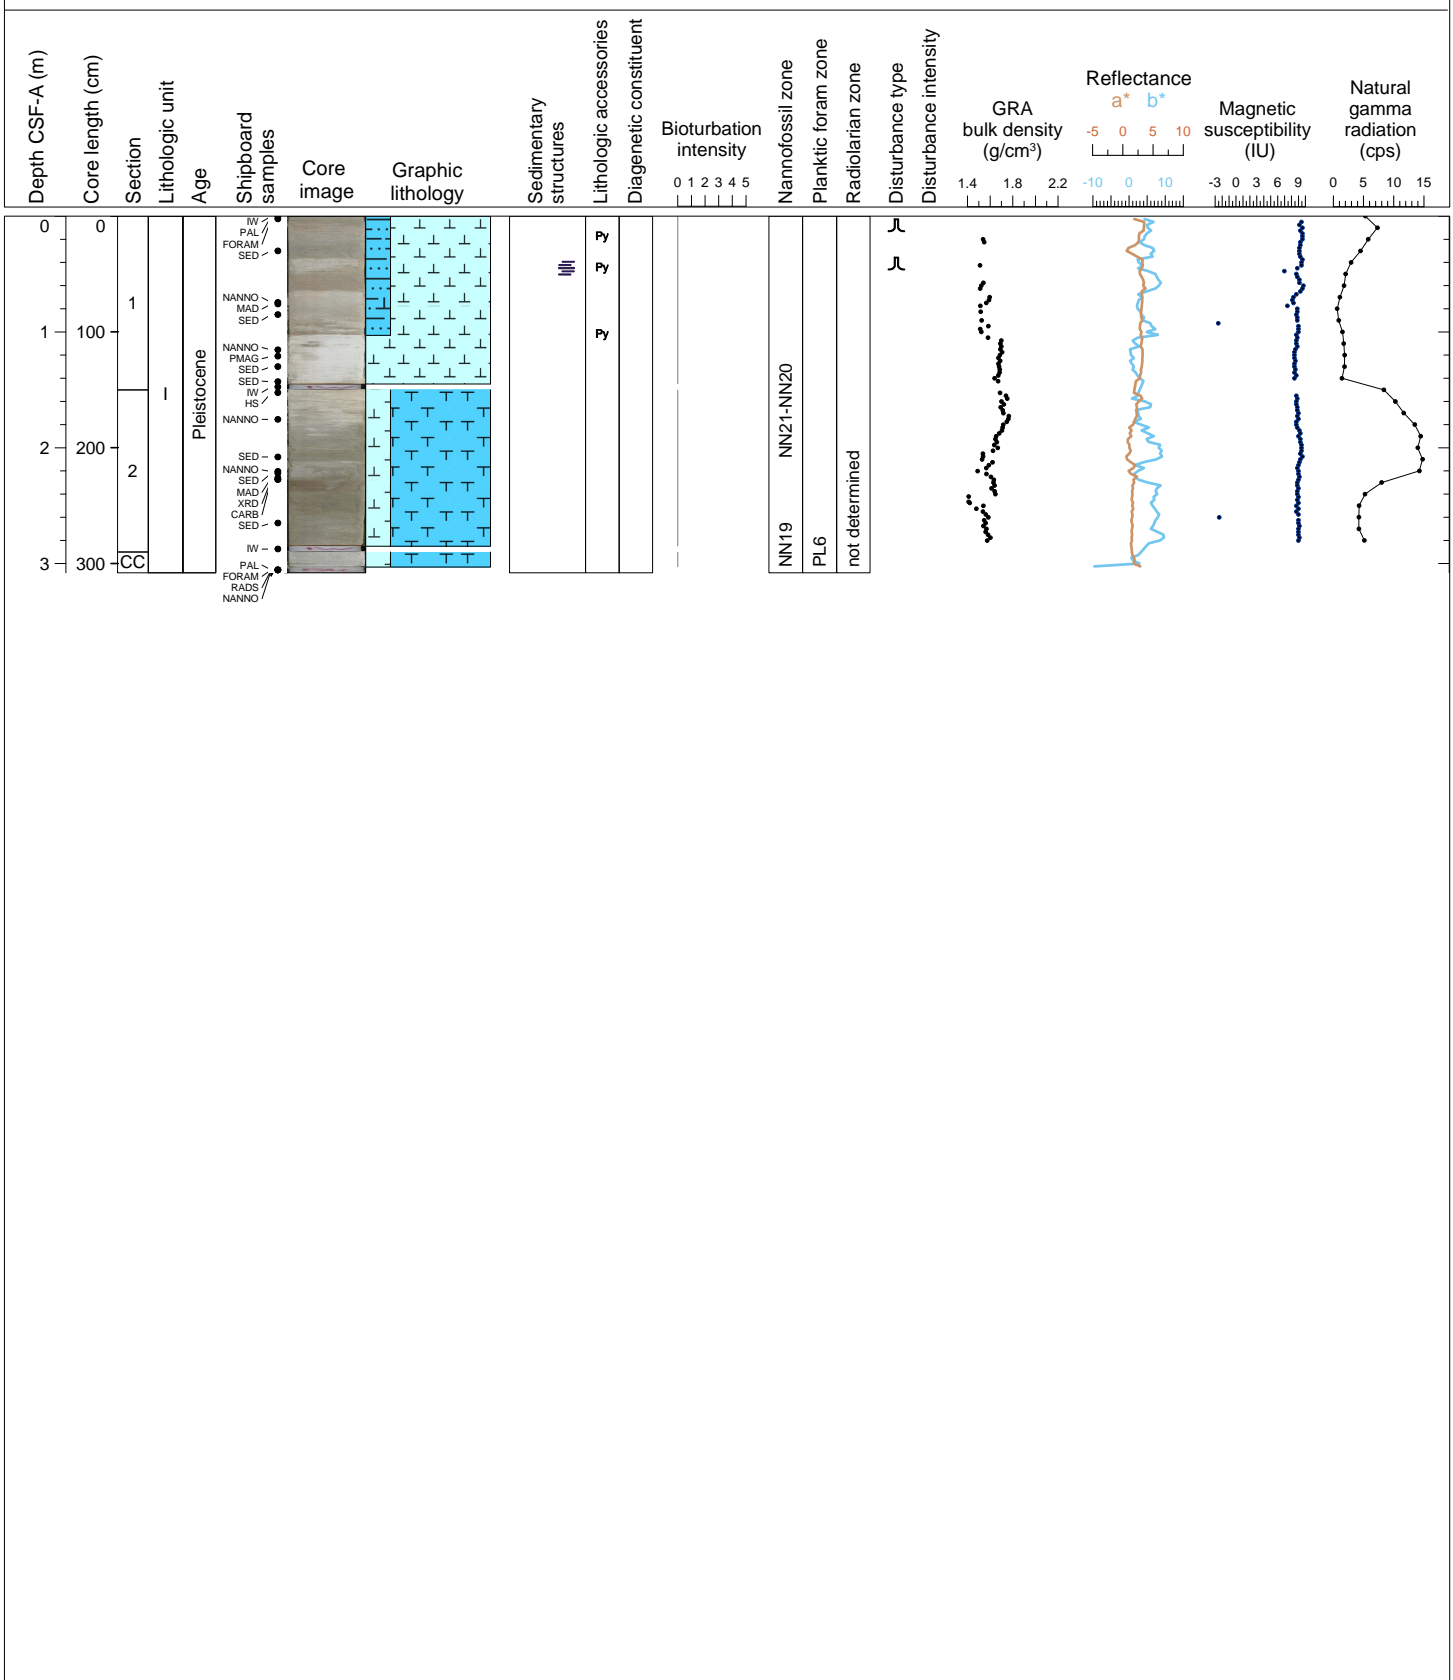 Depth CSF-A (m)
Core length (cm)
Section
Lithologic unit
Age
Shipboard
samples
Core
image
Graphic
lithology
Sedimentary
structures
Lithologic accessories
Diagenetic constituent
Bioturbation
intensity
0 1 2 3 4 5
Nannofossil zone
Planktic foram zone
Radiolarian zone
Disturbance type
Disturbance intensity
GRA
bulk density
(g/cm³)
1.4 1.8 2.2
Reflectance
a* b*
-5 0 5 10
-10 0 10
Magnetic
susceptibility
(IU)
-3 0 3 6 9
Natural
gamma
radiation
(cps)
0 5 10 15
0
1
2
3
0
100
200
300
1
2
CC
I
Pleistocene
IW
PAL
FORAM
SED
NANNO
MAD
SED
NANNO
PMAG
SED
SED
IW
HS
NANNO
SED
NANNO
SED
MAD
XRD
CARB
SED
IW
PAL
FORAM
RADS
NANNO
Py
Py
Py
NN21-NN20
NN19
PL6
not determined